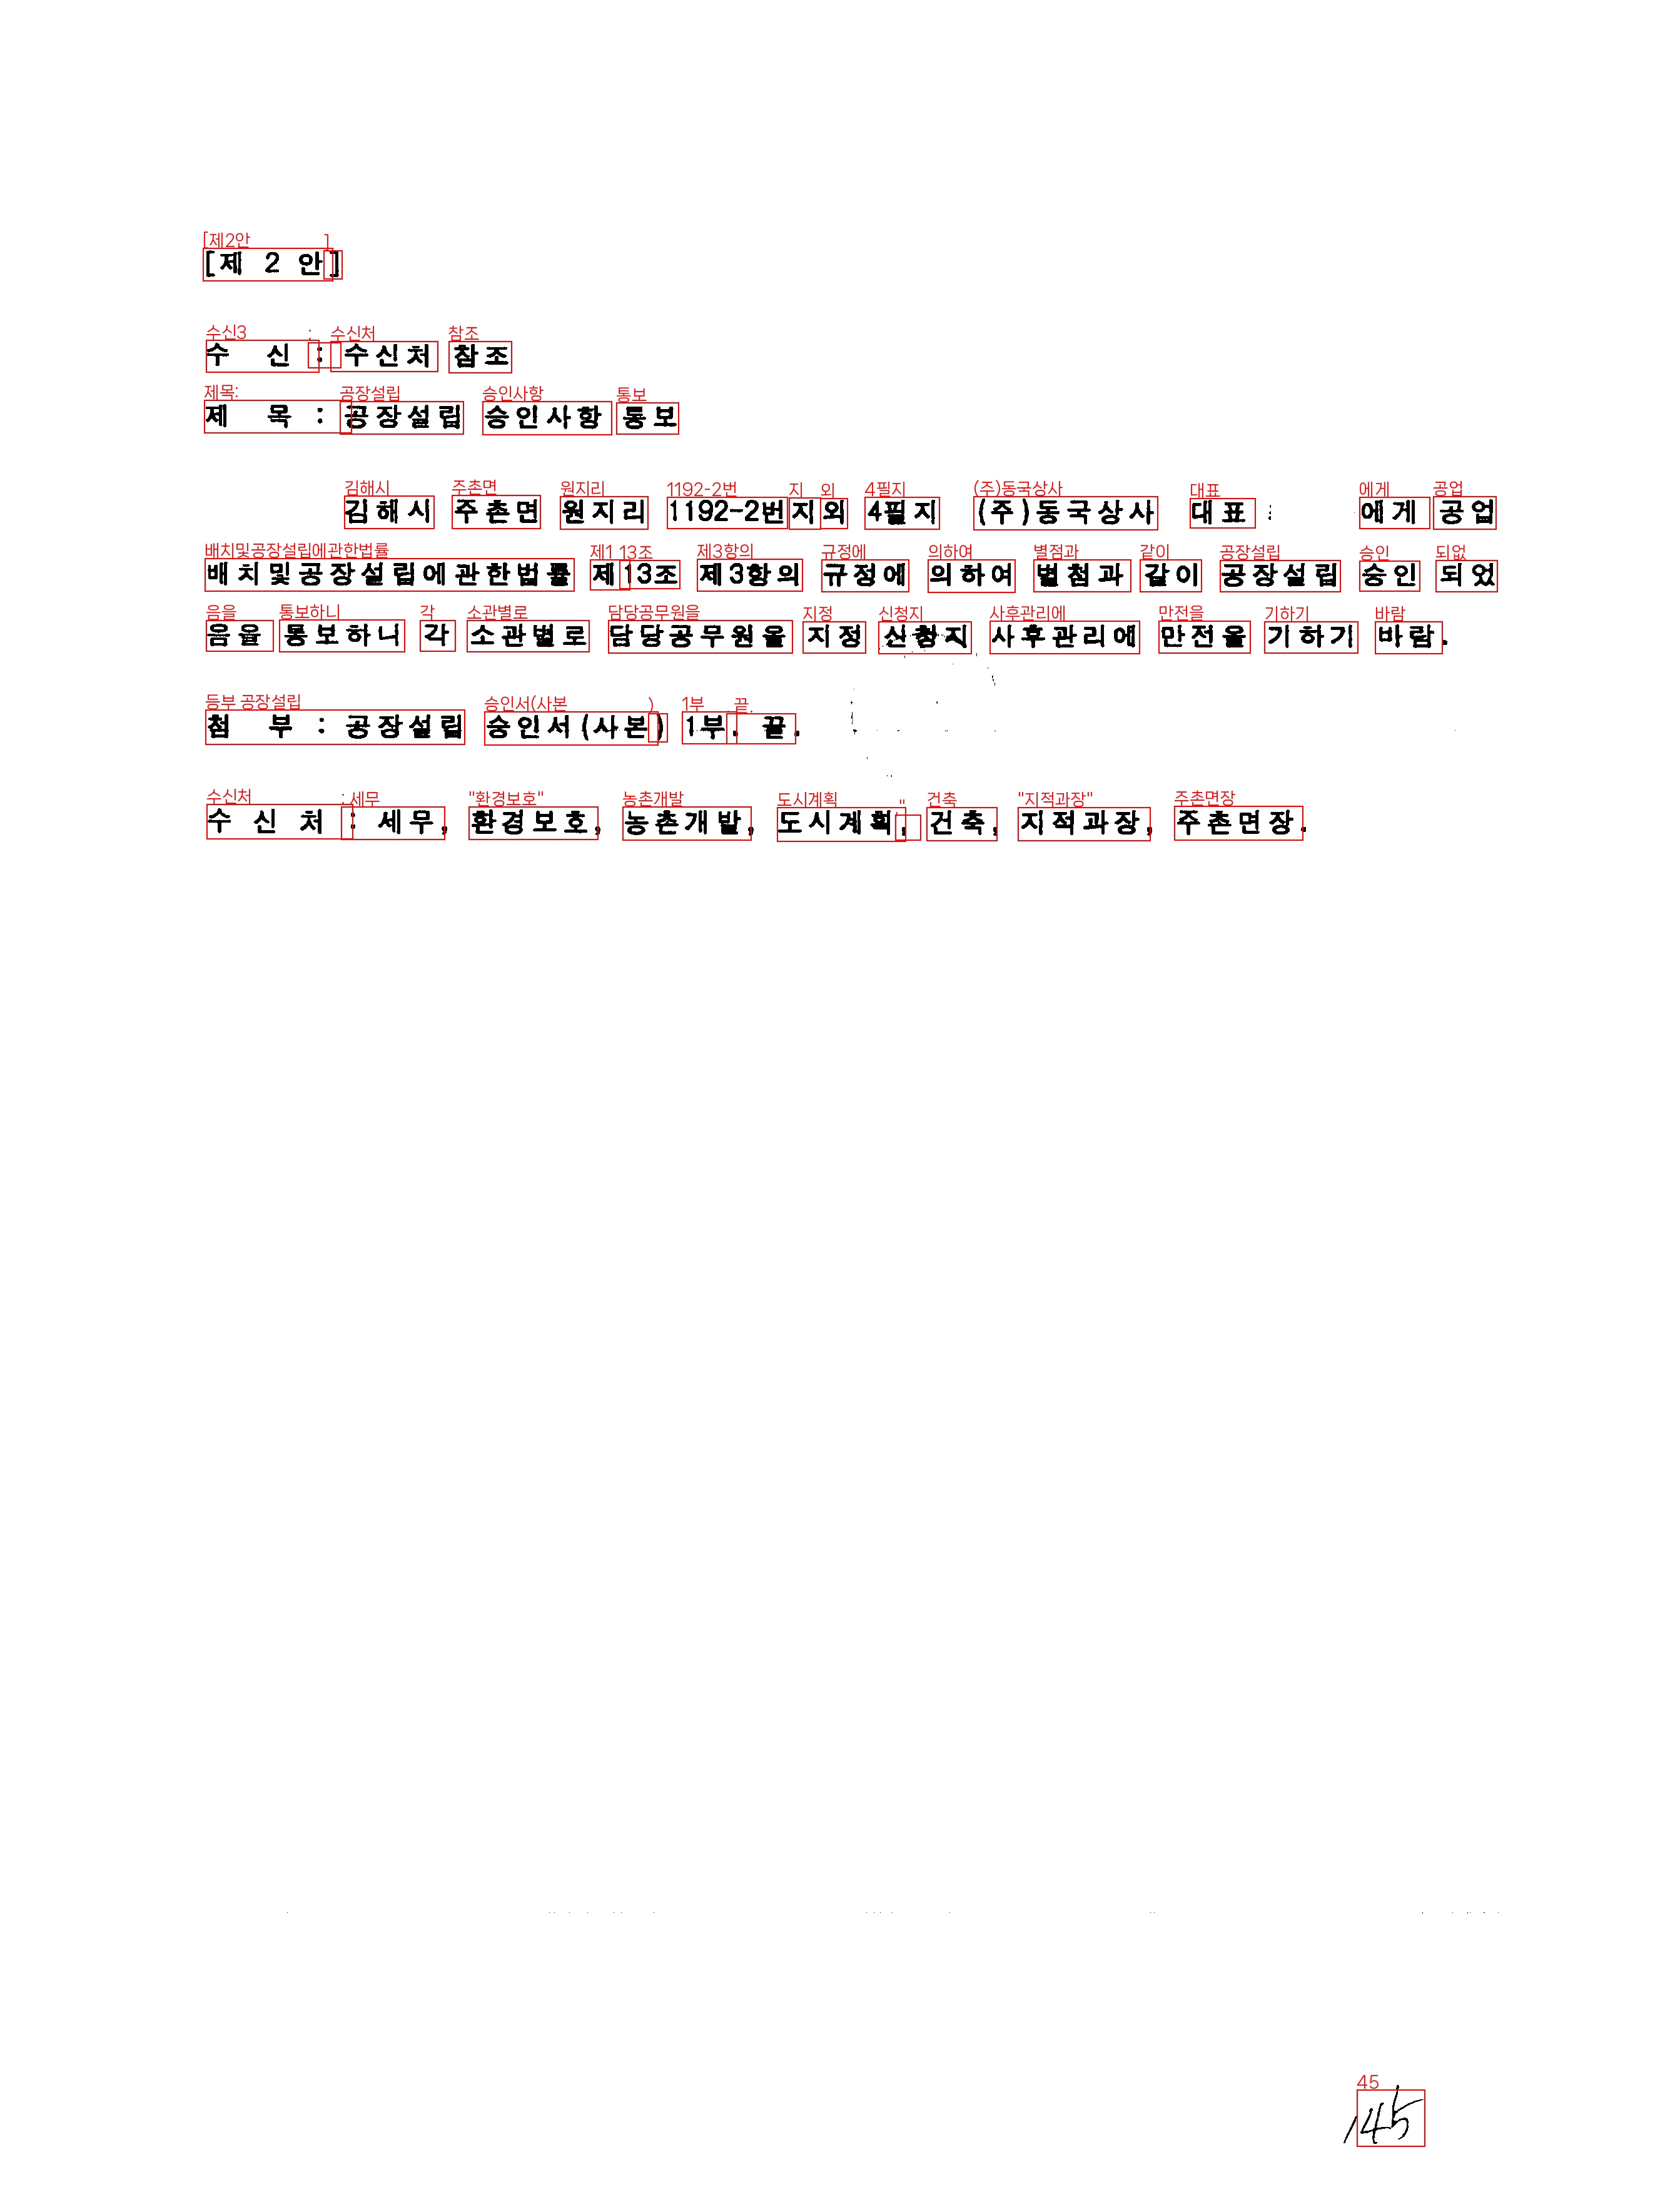 [제 2 안]
수 신 : 수신처 참조
제 목 : 공장설립 승인사항 통보
김해시 주촌면 원지리 1192-2번지외 4필지 (주)동국상사 대표 에게 공업
배치및공장설립에관한법률 제13조 제3항의 규정에 의하여 별첨과 같이 공장설립 승인 되었
음을 통보하니 각 소관별로 담당공무원을 지정 신청지 사후관리에 만전을 기하기 바람.
첨 부 : 공장설립 승인서(사본) 1부. 끝.
수 신 처 : 세무, 환경보호, 농촌개발, 도시계획, 건축, 지적과장, 주촌면장.
145